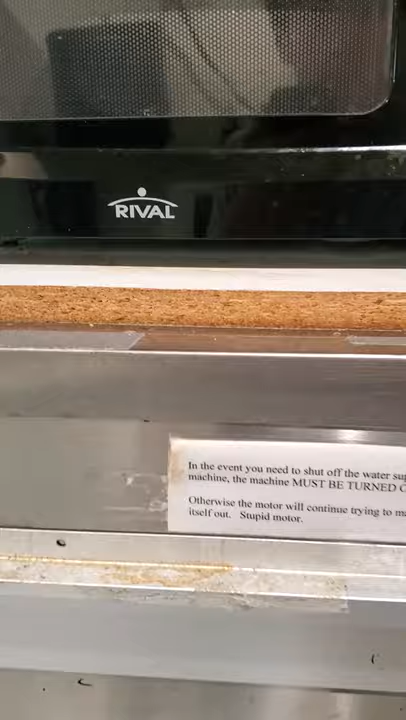 RIVAL
In the event you need to shut off the water
machine, the machine MUST BE TURNED
Otherwise the motor will continue trying to
itself out. Stupid motor.